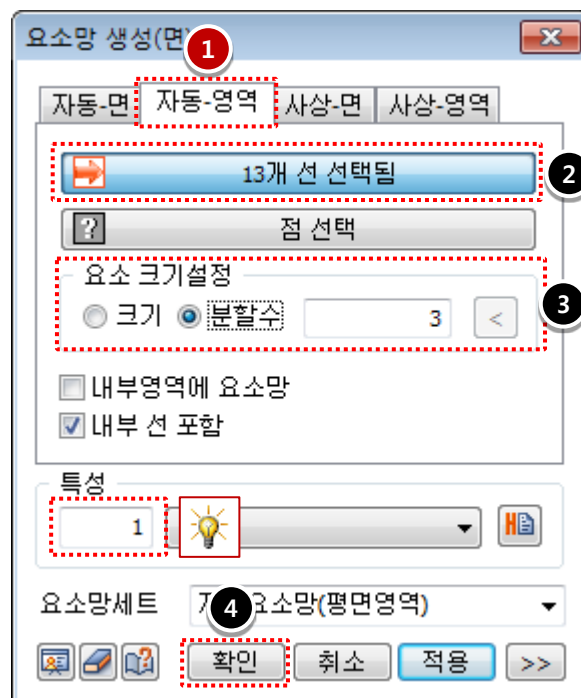 요소망 생성(면)
1
자동-면 자동-영역 사상-면 사상-영역
13개 선 선택됨
2
? 점 선택
요소 크기설정
크기 분할수 3 <
3
내부영역에 요소망
내부 선 포함
특성
1
H
요소망세트 요소망(평면영역)
4
확인 취소 적용 >>